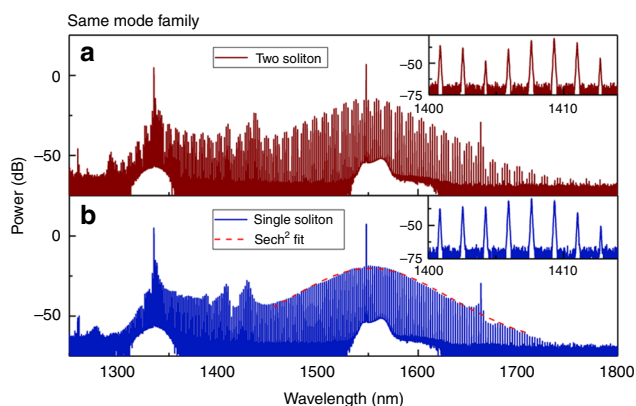 Same mode family
a
Two soliton
0
−50
−50
−75
1400
1410
b
Single soliton
Sech² fit
0
−50
−50
−75
1400
1410
Power (dB)
1300
1400
1500
1600
1700
1800
Wavelength (nm)